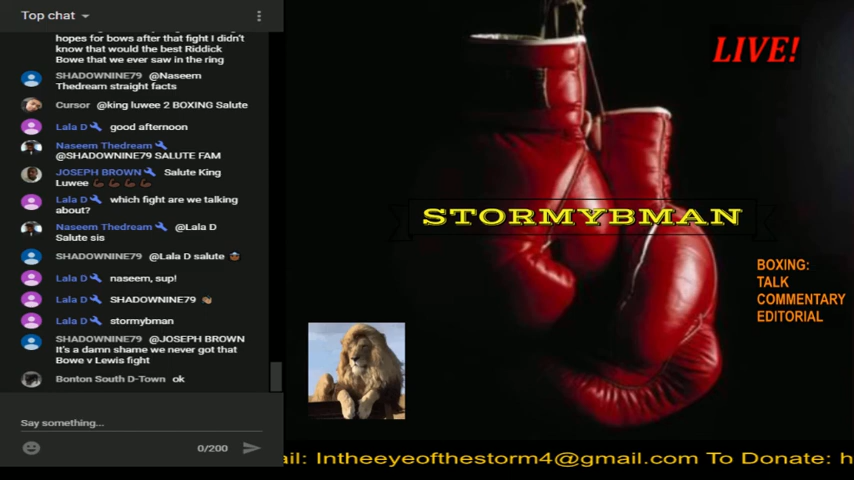 Top chat
hopes for bows after that fight I didn't
know that would the best Riddick
Bowe that we ever saw in the ring
SHADOWNINE79 @Naseem
Thedream straight facts
Cursor @king luwee 2 BOXING Salute
Lala D good afternoon
Naseem Thedream
@SHADOWNINE79 SALUTE FAM
JOSEPH BROWN Salute King
Luwee
Lala D which fight are we talking
about?
Naseem Thedream @Lala D
Salute sis
SHADOWNINE79 @Lala D salute
Lala D naseem, sup!
Lala D SHADOWNINE79
Lala D stormybman
SHADOWNINE79 @JOSEPH BROWN
It's a damn shame we never got that
Bowe v Lewis fight
Bonton South D-Town ok
Say something...
0/200
LIVE!
STORMYBMAN
BOXING:
TALK
COMMENTARY
EDITORIAL
ail: Intheeyeofthestorm4@gmail.com To Donate: h